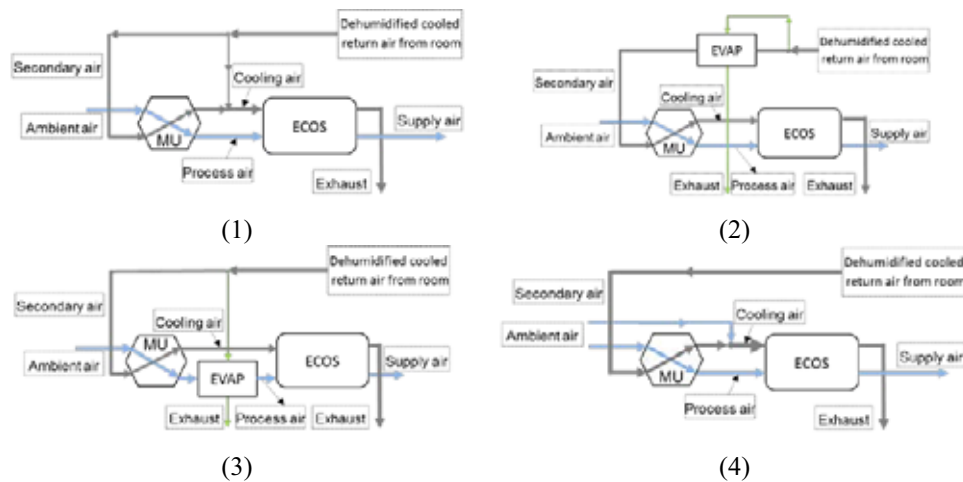 Dehumidified cooled
return air from room
Secondary air
Cooling air
Ambient air
MU
ECOS
Supply air
Process air
Exhaust
(1)
EVAP
Dehumidified cooled
return air from room
Secondary air
Cooling air
Ambient air
MU
ECOS
Supply air
Exhaust
Process air
Exhaust
(2)
Dehumidified cooled
return air from room
Secondary air
Cooling air
MU
Ambient air
EVAP
ECOS
Supply air
Exhaust
Process air
Exhaust
(3)
Dehumidified cooled
return air from room
Secondary air
Cooling air
Ambient air
MU
ECOS
Supply air
Process air
Exhaust
(4)